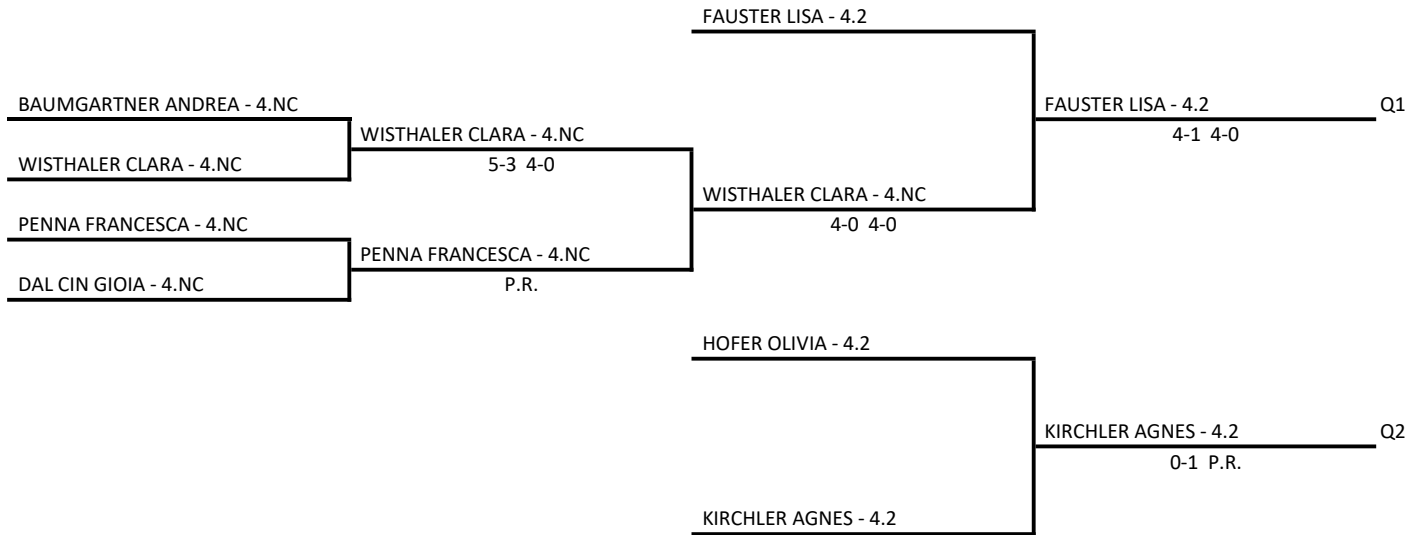 FAUSTER LISA - 4.2
BAUMGARTNER ANDREA - 4.NC
FAUSTER LISA - 4.2
Q1
WISTHALER CLARA - 4.NC
4-1 4-0
WISTHALER CLARA - 4.NC
5-3 4-0
WISTHALER CLARA - 4.NC
PENNA FRANCESCA - 4.NC
4-0 4-0
PENNA FRANCESCA - 4.NC
DAL CIN GIOIA - 4.NC
P.R.
HOFER OLIVIA - 4.2
KIRCHLER AGNES - 4.2
Q2
0-1 P.R.
KIRCHLER AGNES - 4.2